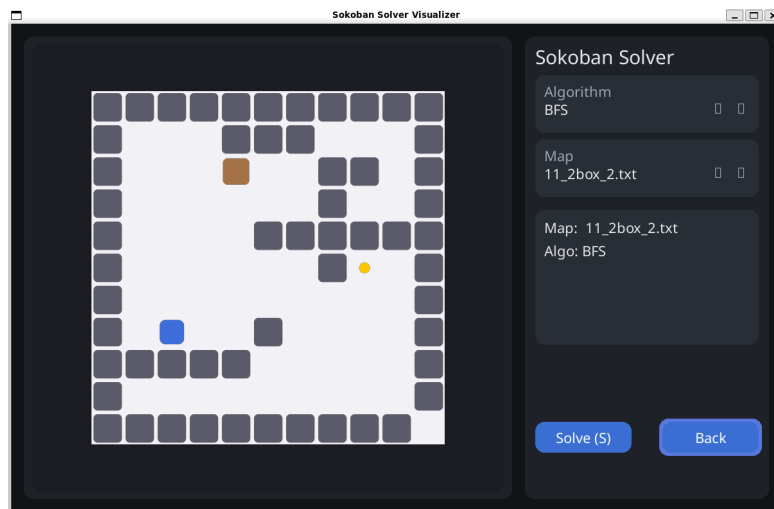 Sokoban Solver Visualizer
Sokoban Solver
Algorithm
BFS
Map
11_2box_2.txt
Map:  11_2box_2.txt
Algo: BFS
Solve (S)
Back